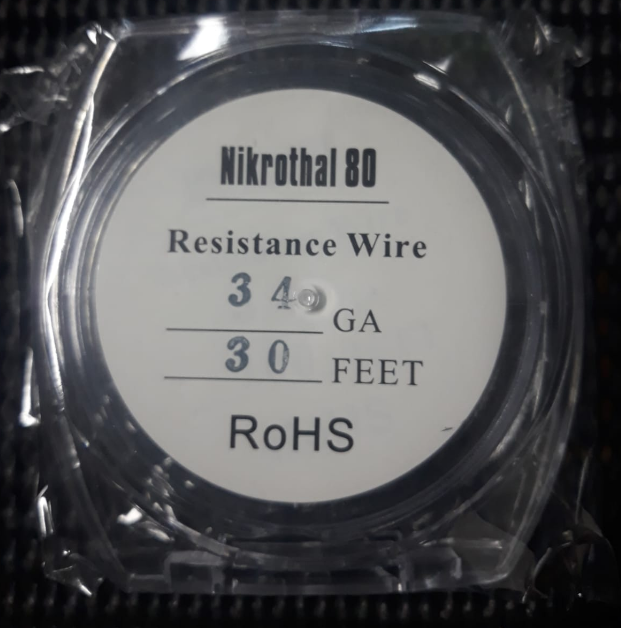 Nikrothal 80
Resistance Wire
34 GA
30 FEET
RoHS